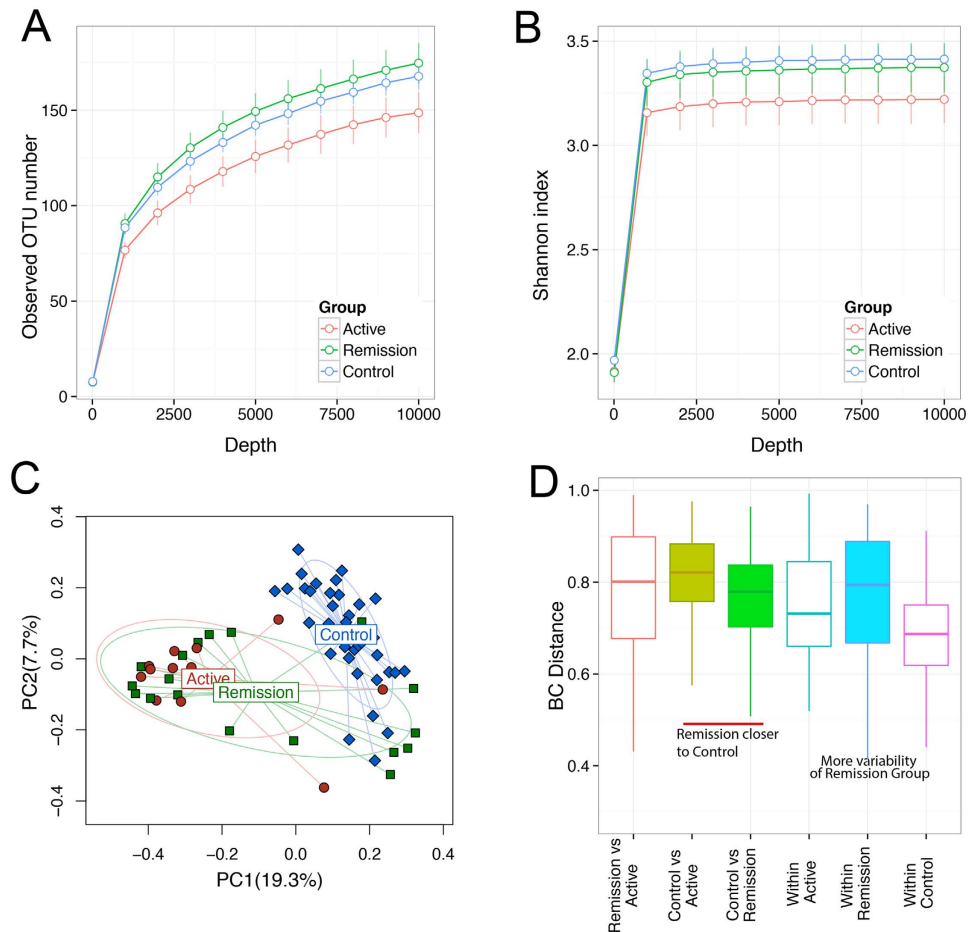 A
Observed OTU number
150
100
50
0
0
2500
5000
7500
10000
Depth
Group
Active
Remission
Control
B
Shannon index
3.5
3.0
2.5
2.0
0
2500
5000
7500
10000
Depth
Group
Active
Remission
Control
C
PC2(7.7%)
0.4
0.2
0.0
−0.2
−0.4
−0.4
−0.2
0.0
0.2
0.4
PC1(19.3%)
Control
Active
Remission
D
BC Distance
1.0
0.8
0.6
0.4
Remission closer
to Control
More variability
of Remission Group
Remission vs
Active
Control vs
Active
Control vs
Remission
Within
Active
Within
Remission
Within
Control